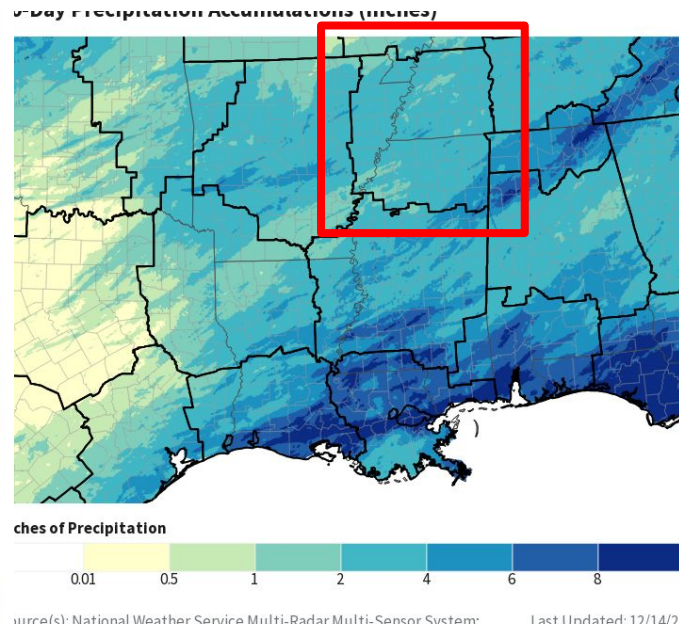 -Day Precipitation Accumulations (Inches)
ches of Precipitation
0.01 0.5 1 2 4 6 8
urce(s): National Weather Service Multi-Radar Multi-Sensor System; Last Updated: 12/14/2